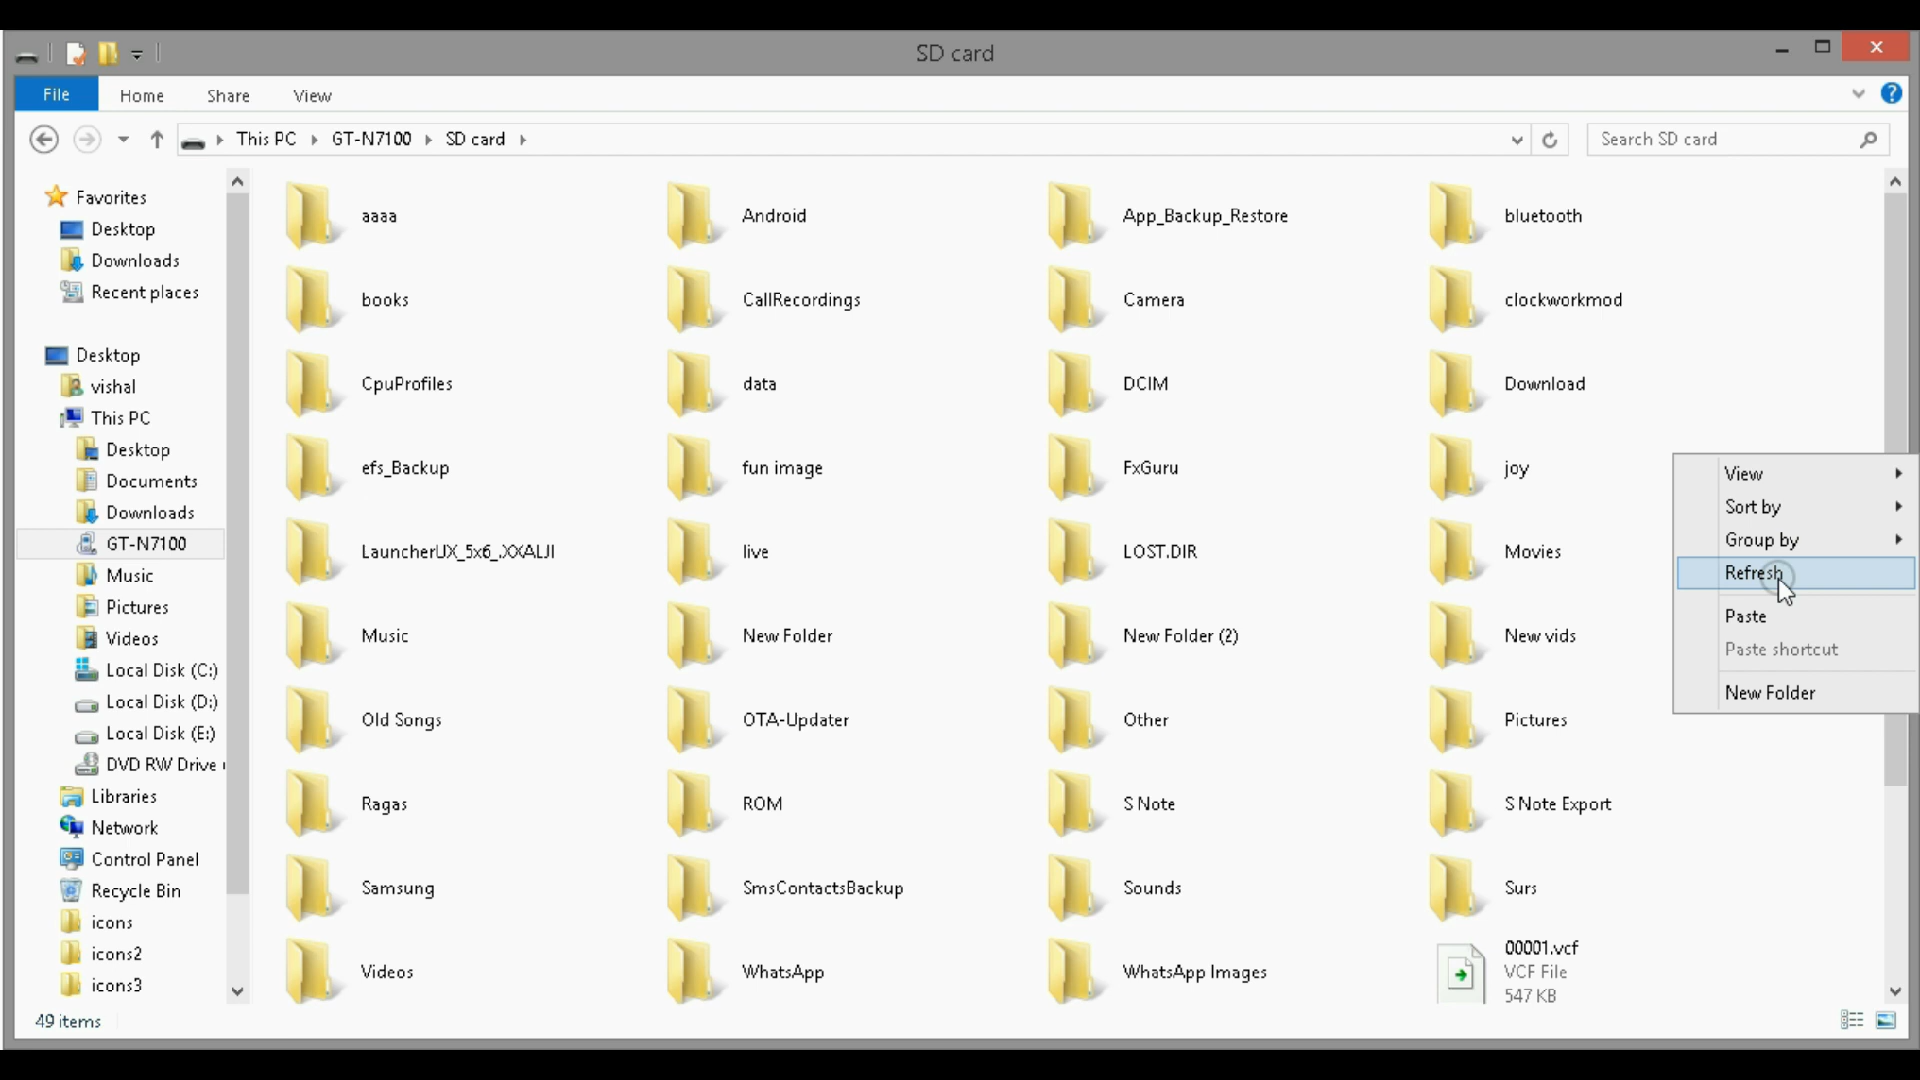 SD card
File Home Share View
This PC GT-N7100 SD card
Search SD card
Favorites
Desktop
Downloads
Recent places
Desktop
vishal
This PC
Desktop
Documents
Downloads
GT-N7100
Music
Pictures
Videos
Local Disk (C:)
Local Disk (D:)
Local Disk (E:)
DVD RW Drive
Libraries
Network
Control Panel
Recycle Bin
icons
icons2
icons3
aaaa Android App_Backup_Restore bluetooth
books CallRecordings Camera clockworkmod
CpuProfiles data DCIM Download
efs_Backup fun image FxGuru joy
LauncherUX_5x6_XXALJI live LOST.DIR Movies
Music New Folder New Folder (2) New vids
Old Songs OTA-Updater Other Pictures
Ragas ROM S Note S Note Export
Samsung SmsContactsBackup Sounds Surs
Videos WhatsApp WhatsApp Images 00001.vcf
VCF File
547 KB
View
Sort by
Group by
Refresh
Paste
Paste shortcut
New Folder
49 items